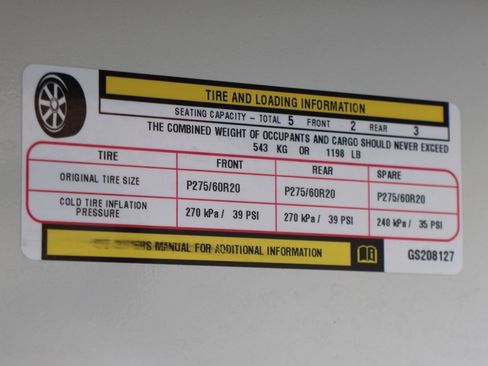 TIRE AND LOADING INFORMATION
SEATING CAPACITY - TOTAL 5 FRONT 2 REAR 3
THE COMBINED WEIGHT OF OCCUPANTS AND CARGO SHOULD NEVER EXCEED
543 KG OR 1198 LB
TIRE FRONT REAR SPARE
ORIGINAL TIRE SIZE P275/60R20 P275/60R20 P275/60R20
COLD TIRE INFLATION PRESSURE 270 kPa / 39 PSI 270 kPa / 39 PSI 240 kPa / 35 PSI
MANUAL FOR ADDITIONAL INFORMATION
GS208127